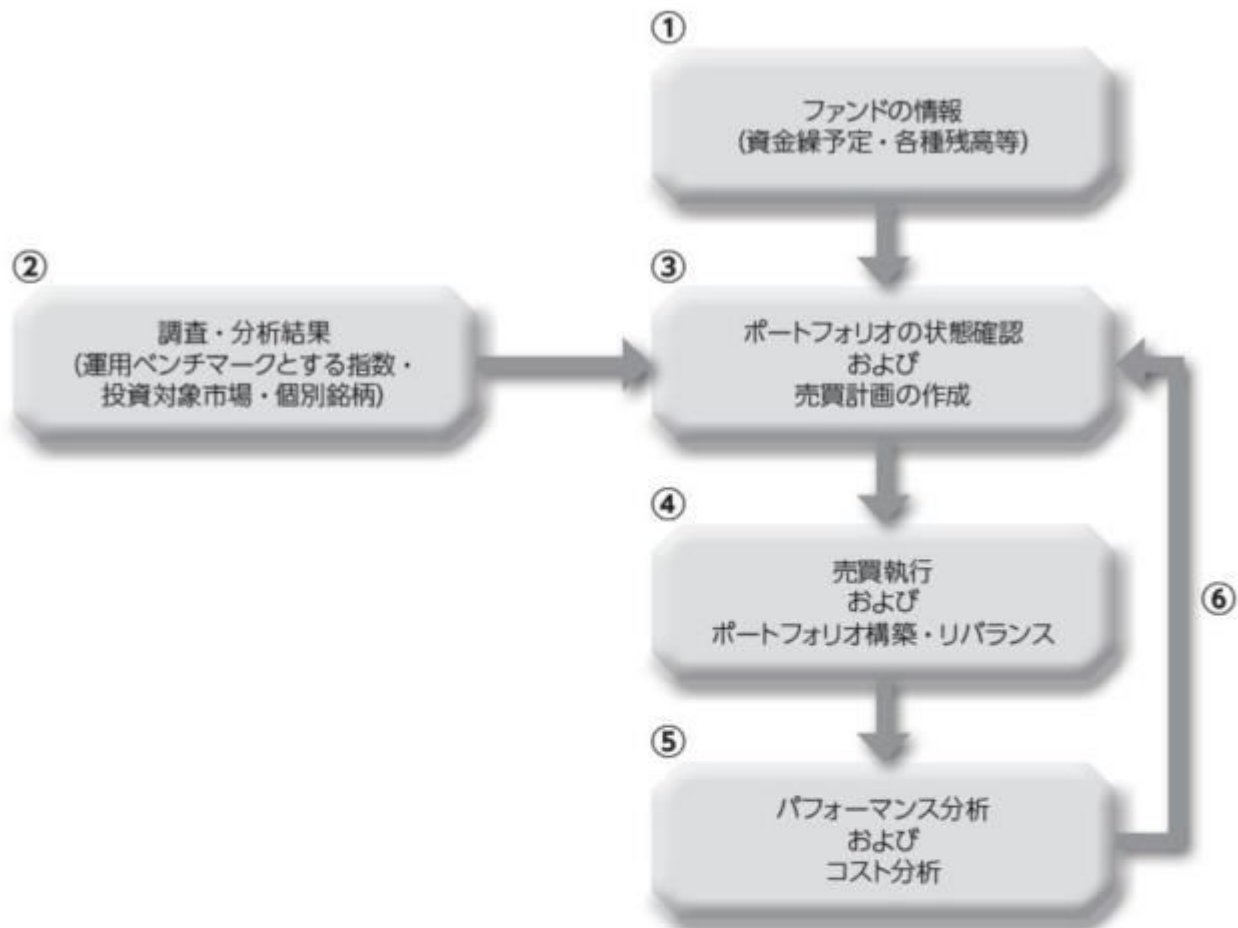 ①
ファンドの情報
(資金繰予定・各種残高等)
②
調査・分析結果
(運用ベンチマークとする指数・
投資対象市場・個別銘柄)
③
ポートフォリオの状態確認
および
売買計画の作成
④
売買執行
および
ポートフォリオ構築・リバランス
⑤
パフォーマンス分析
および
コスト分析
⑥